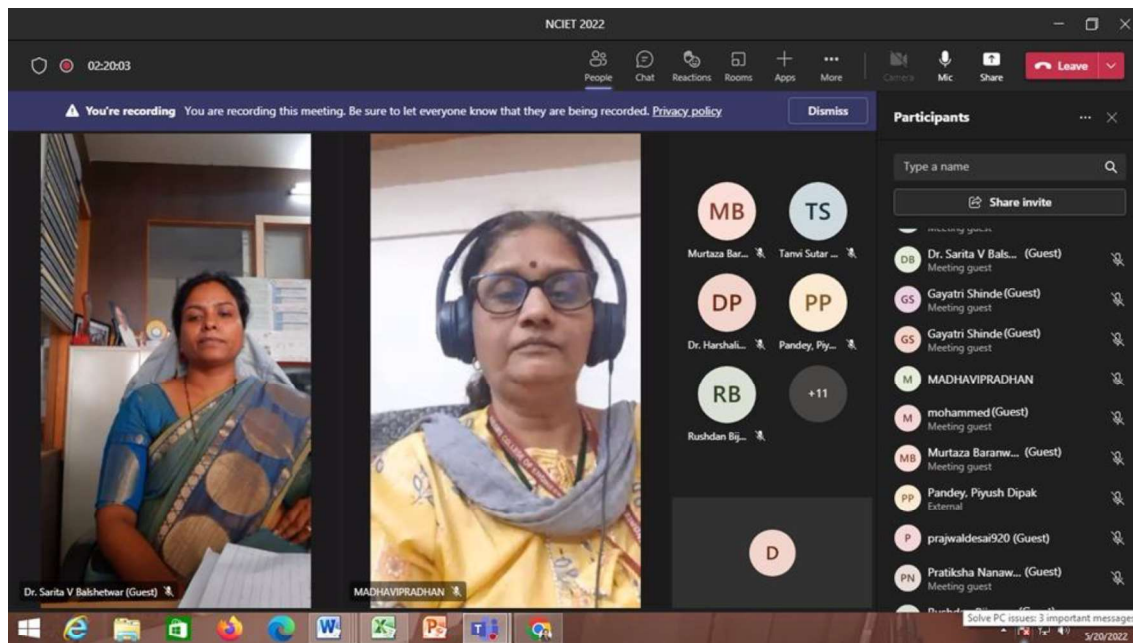 NCIET 2022
02:20:03
People
Chat
Reactions
Rooms
Apps
More
Camera
Mic
Share
Leave
You're recording You are recording this meeting. Be sure to let everyone know that they are being recorded. Privacy policy
Dismiss
Dr. Sarita V Balshetwar (Guest)
MADHAVIPRADHAN
MB
Murtaza Bar...
TS
Tanvi Sutar ...
DP
Dr. Harshali...
PP
Pandey, Piy...
RB
Rushdan Bij...
+11
D
Participants
Type a name
Share invite
Meeting guest
DB
Dr. Sarita V Bals... (Guest)
Meeting guest
GS
Gayatri Shinde (Guest)
Meeting guest
GS
Gayatri Shinde (Guest)
Meeting guest
M
MADHAVIPRADHAN
M
mohammed (Guest)
Meeting guest
MB
Murtaza Baranw... (Guest)
Meeting guest
PP
Pandey, Piyush Dipak
External
P
prajwaldesai920 (Guest)
PN
Pratiksha Nanaw... (Guest)
Meeting guest
Solve PC issues: 3 important messages
5/20/2022